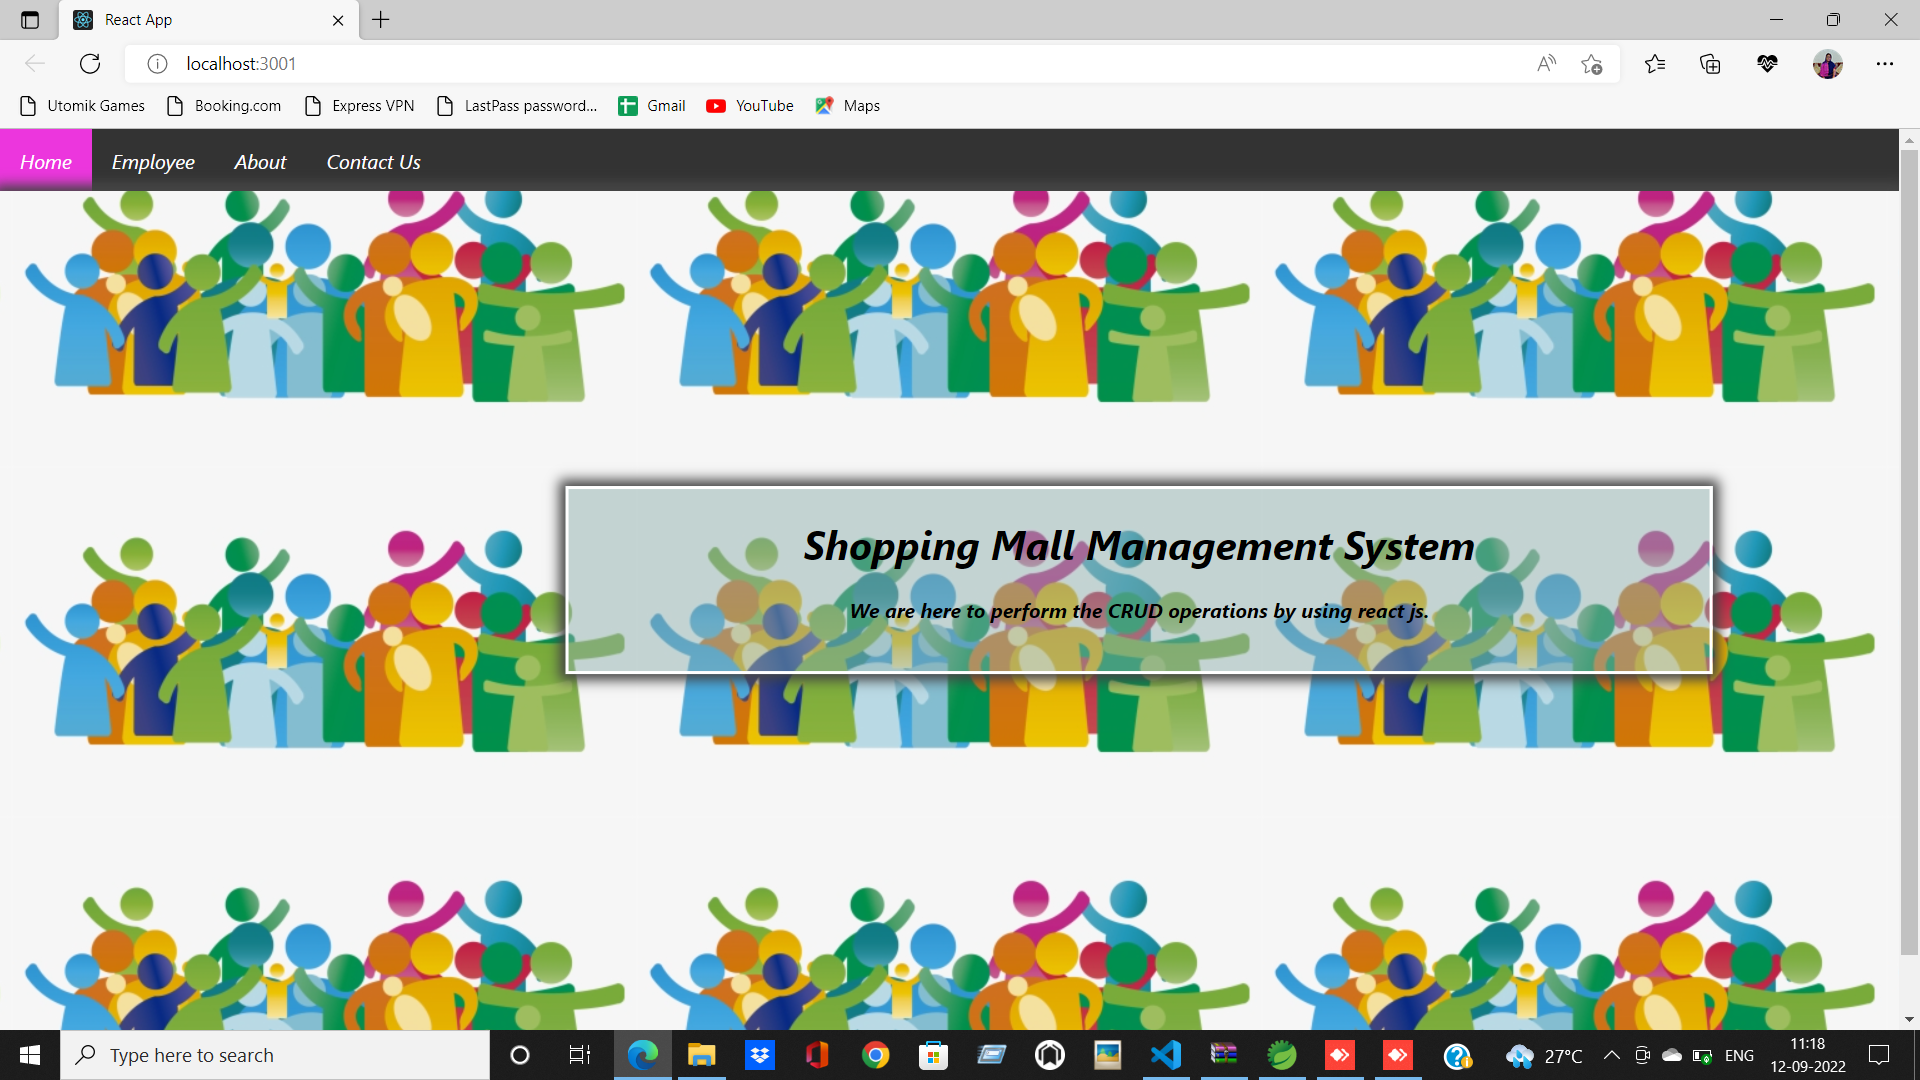 React App
localhost:3001
Utomik Games
Booking.com
Express VPN
LastPass password...
Gmail
YouTube
Maps
Home
Employee
About
Contact Us
Shopping Mall Management System
We are here to perform the CRUD operations by using react js.
Type here to search
27°C
ENG
11:18
12-09-2022